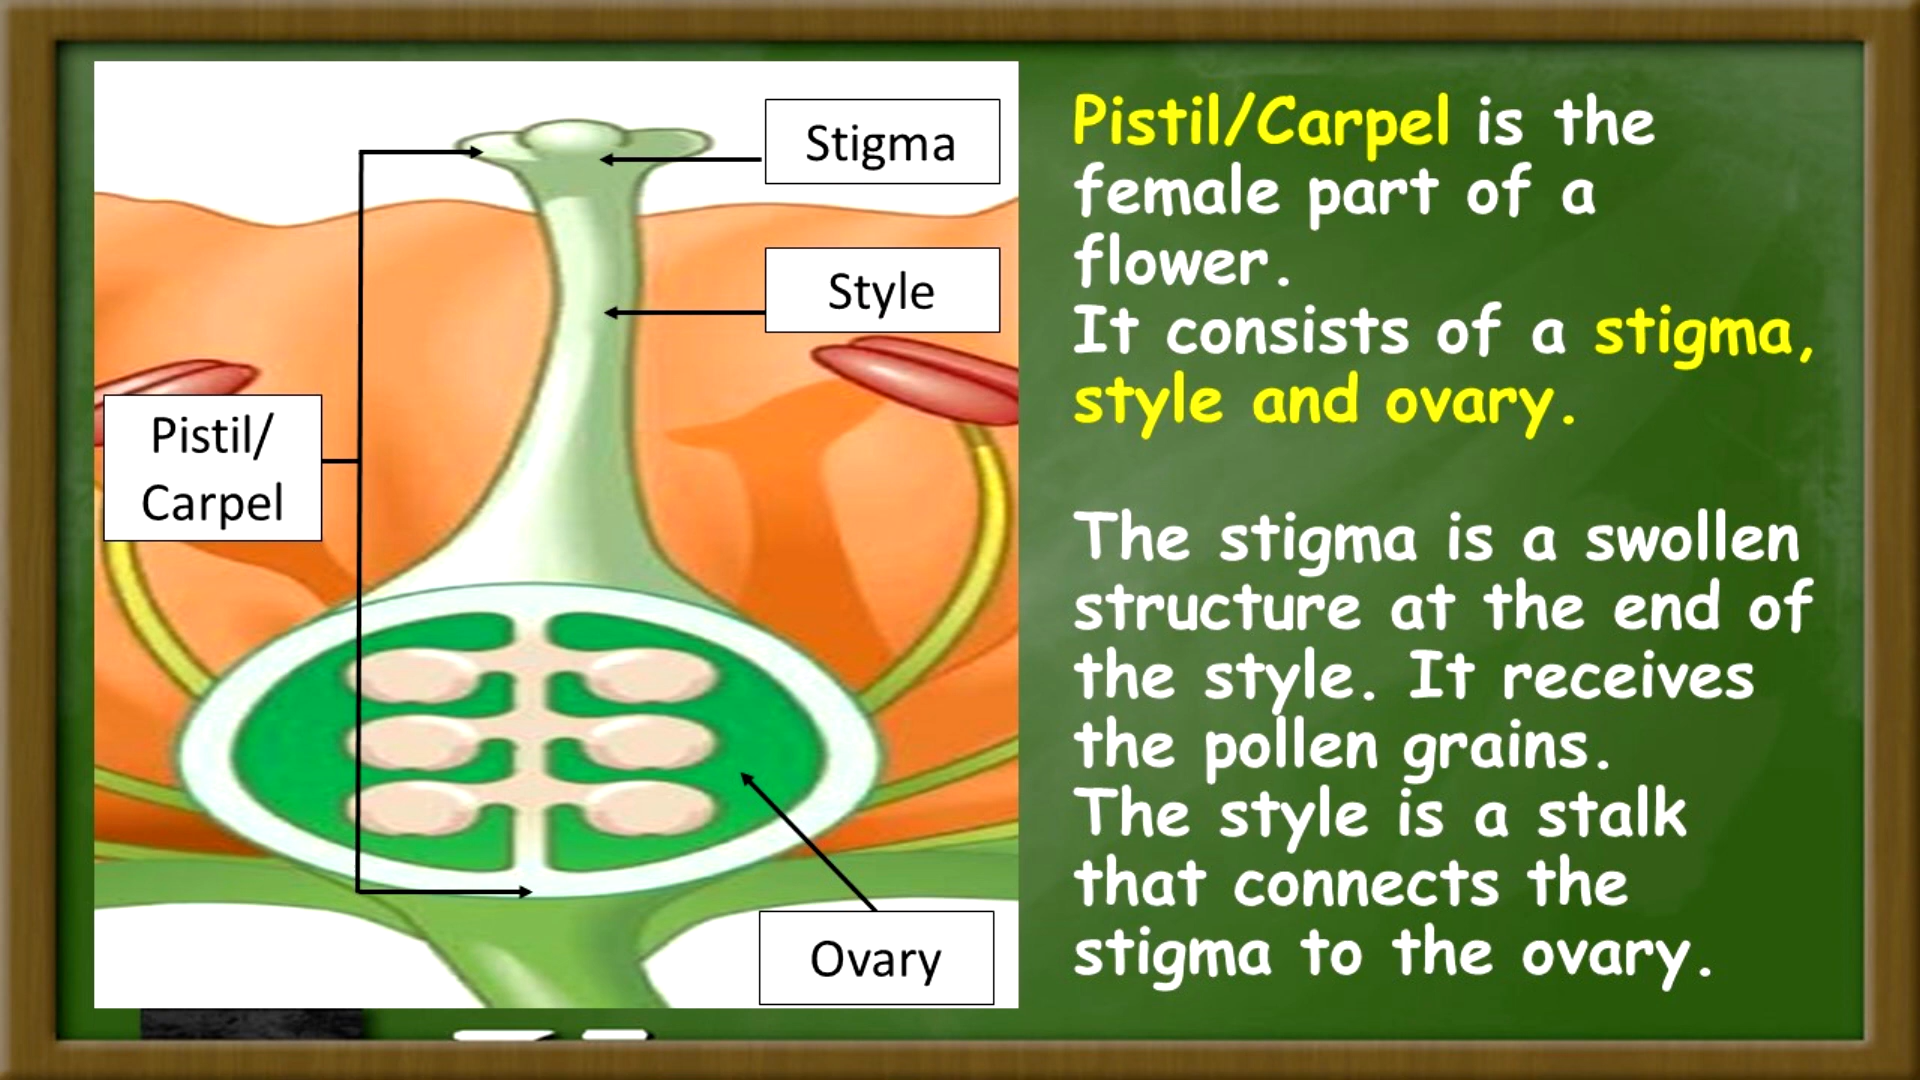 Stigma
Style
Pistil/
Carpel
Ovary
Pistil/Carpel is the
female part of a
flower.
It consists of a stigma,
style and ovary.
The stigma is a swollen
structure at the end of
the style. It receives
the pollen grains.
The style is a stalk
that connects the
stigma to the ovary.